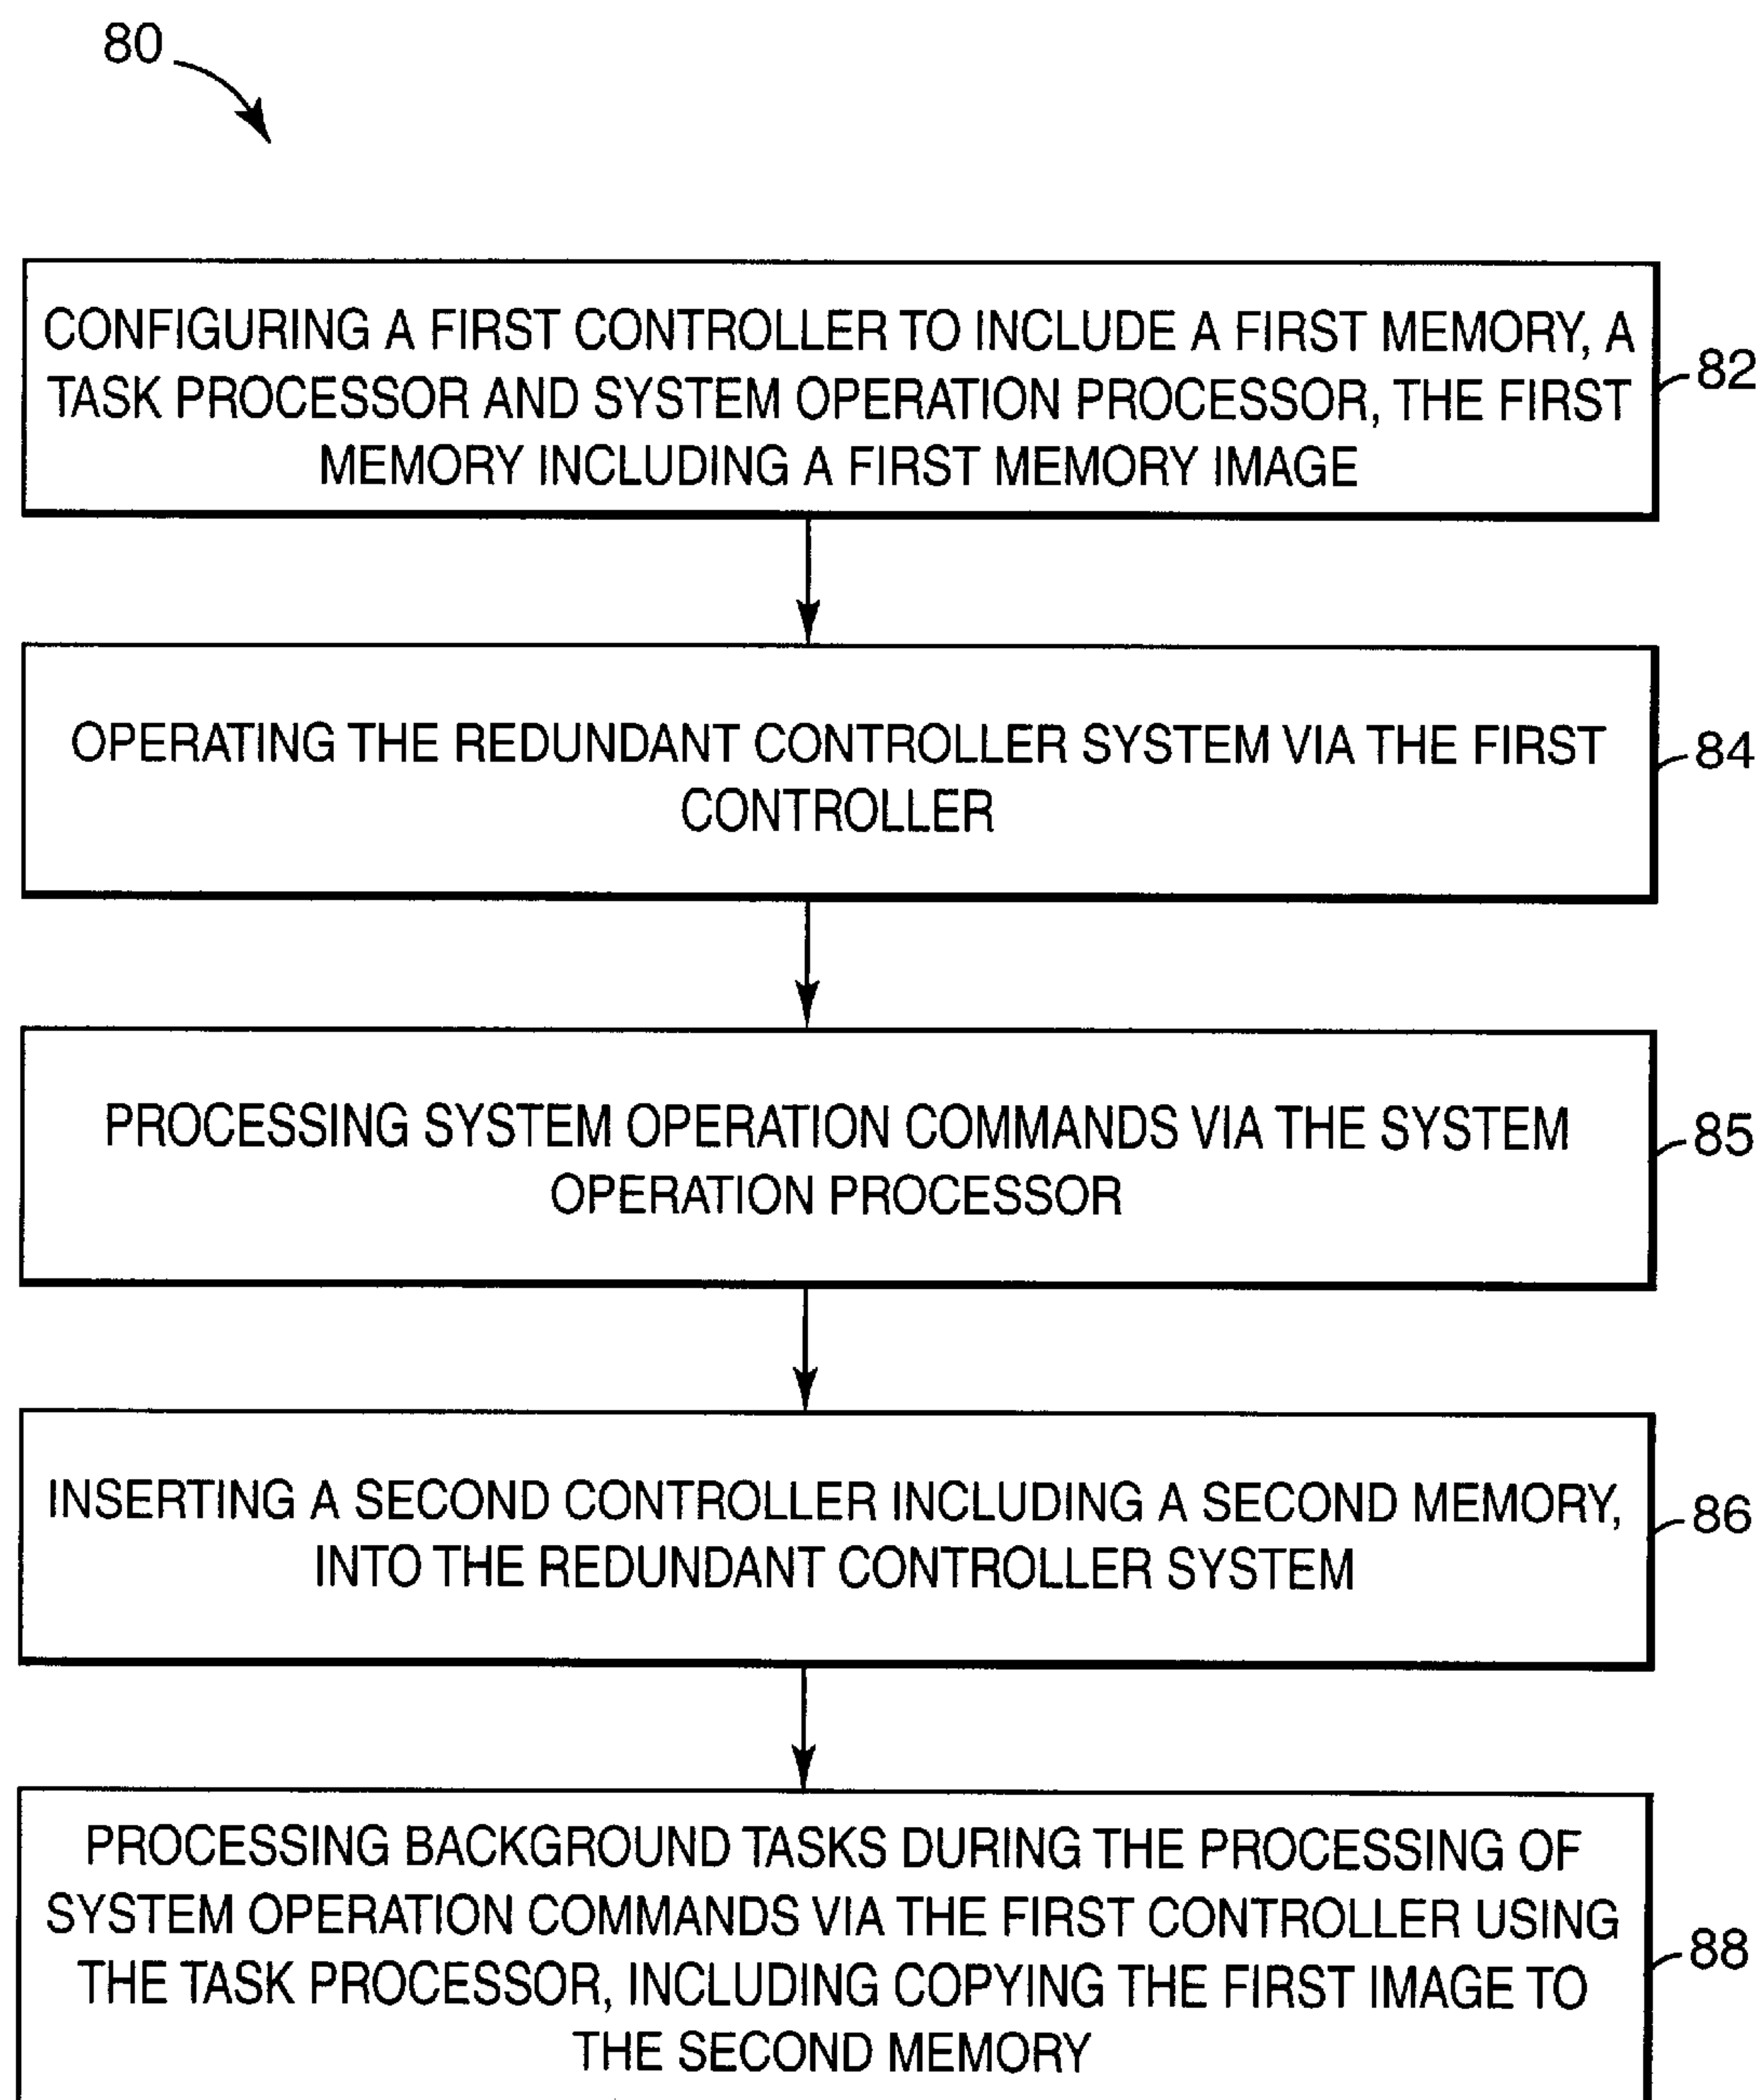 80
CONFIGURING A FIRST CONTROLLER TO INCLUDE A FIRST MEMORY, A
TASK PROCESSOR AND SYSTEM OPERATION PROCESSOR, THE FIRST
MEMORY INCLUDING A FIRST MEMORY IMAGE
82
OPERATING THE REDUNDANT CONTROLLER SYSTEM VIA THE FIRST
CONTROLLER
84
PROCESSING SYSTEM OPERATION COMMANDS VIA THE SYSTEM
OPERATION PROCESSOR
85
INSERTING A SECOND CONTROLLER INCLUDING A SECOND MEMORY,
INTO THE REDUNDANT CONTROLLER SYSTEM
86
PROCESSING BACKGROUND TASKS DURING THE PROCESSING OF
SYSTEM OPERATION COMMANDS VIA THE FIRST CONTROLLER USING
THE TASK PROCESSOR, INCLUDING COPYING THE FIRST IMAGE TO
THE SECOND MEMORY
88